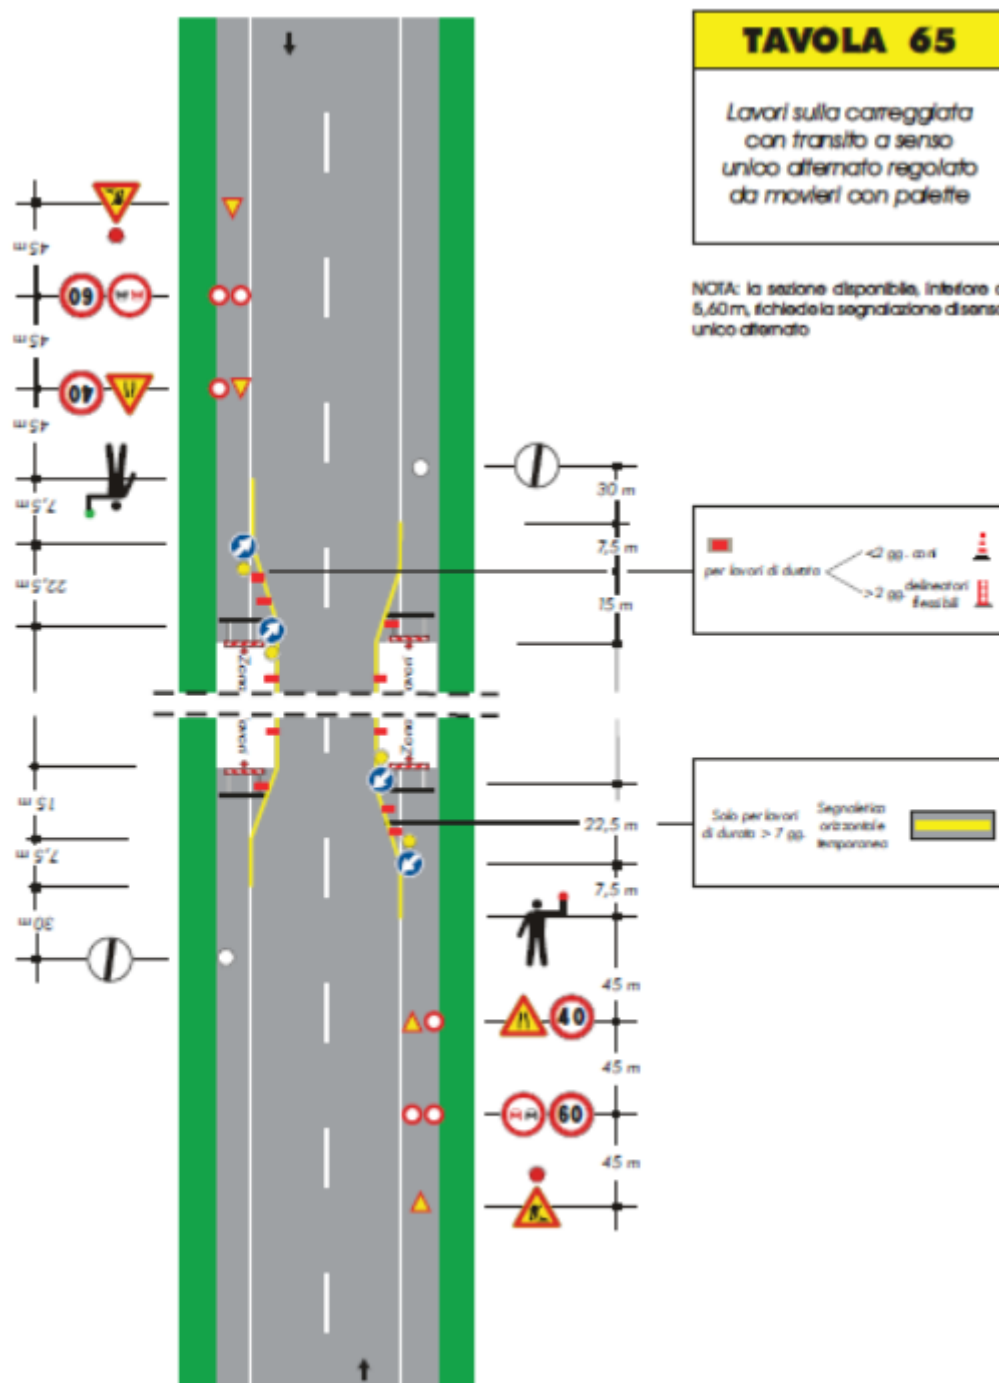 TAVOLA 65
Lavori sulla carreggiata
con transito a senso
unico alternato regolato
da movieri con palette
NOTA: la sezione disponibile, inferiore a
5,60 m, richiede la segnalazione di senso
unico alternato
45 m
60
45 m
40
45 m
7,5 m
22,5 m
30 m
7,5 m
15 m
per lavori di durata
<2 gg. coni
>2 gg. delineatori
flessibili
Zona
lavori
Zona
lavori
15 m
7,5 m
30 m
22,5 m
7,5 m
Solo per lavori
di durata > 7 gg.
Segnaletica
orizzontale
temporanea
45 m
40
45 m
60
45 m